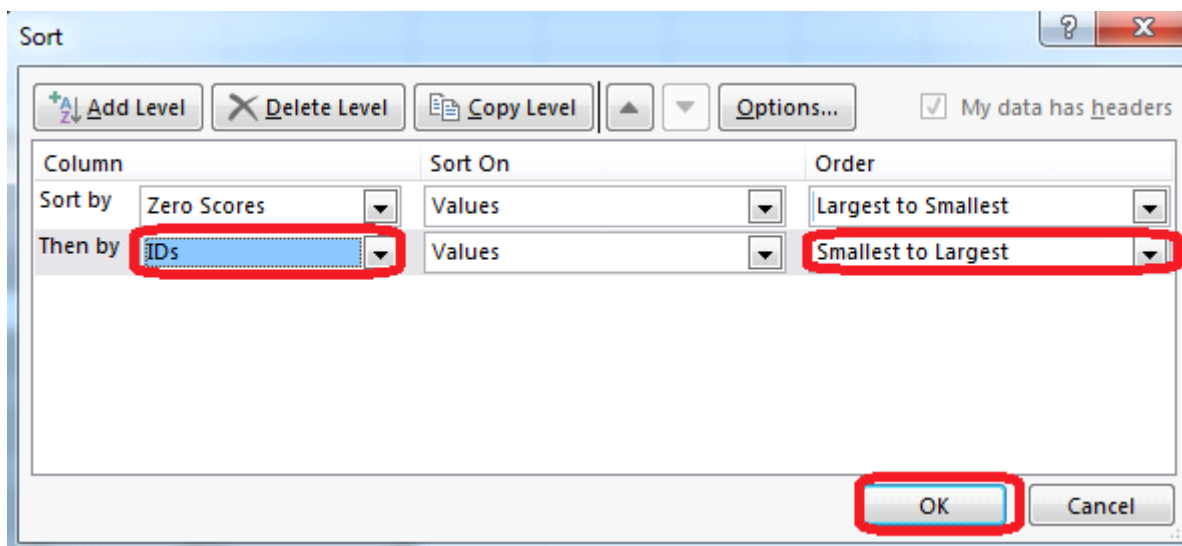 Sort
Add Level Delete Level Copy Level Options... My data has headers
Column Sort On Order
Sort by Zero Scores Values Largest to Smallest
Then by IDs Values Smallest to Largest
OK Cancel